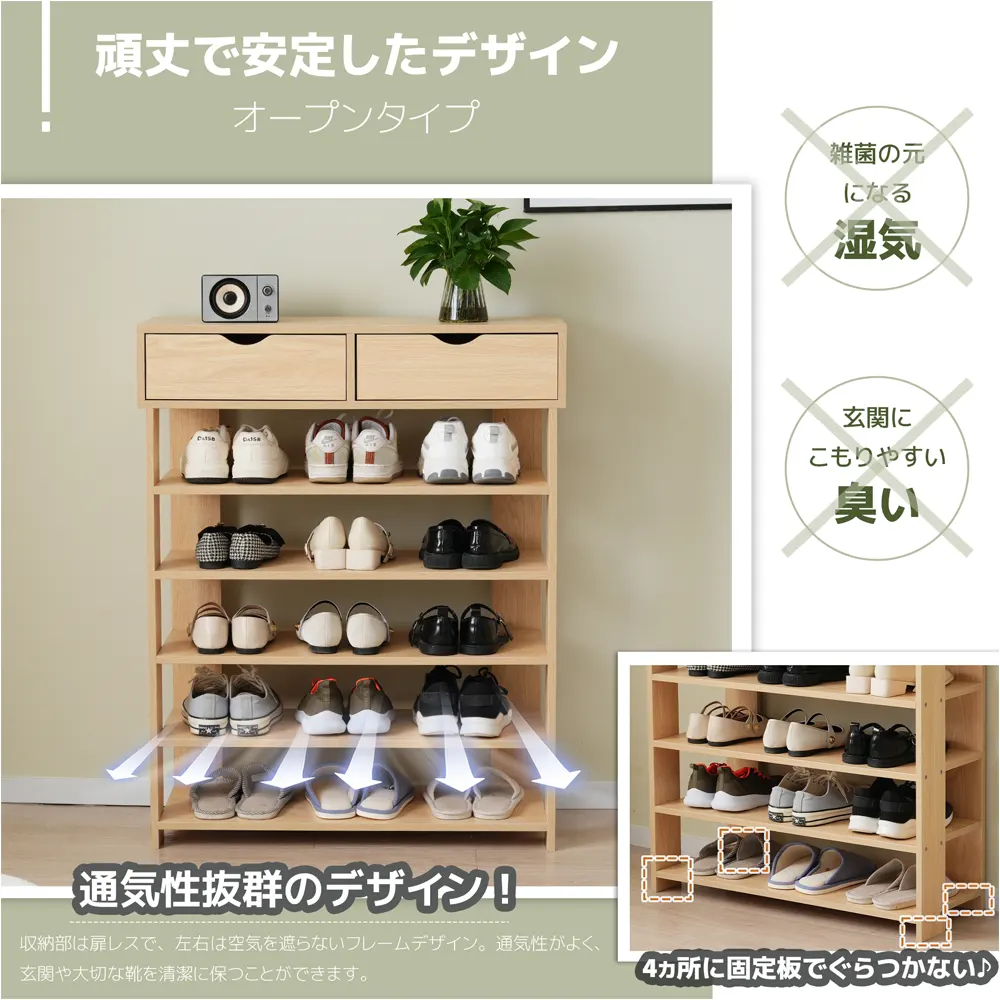 頑丈で安定したデザイン
オープンタイプ
雑菌の元
になる
湿気
玄関に
こもりやすい
臭い
通気性抜群のデザイン！
収納部は扉レスで、左右は空気を遮らないフレームデザイン。通気性がよく、
玄関や大切な靴を清潔に保つことができます。
4ヵ所に固定板でぐらつかない♪